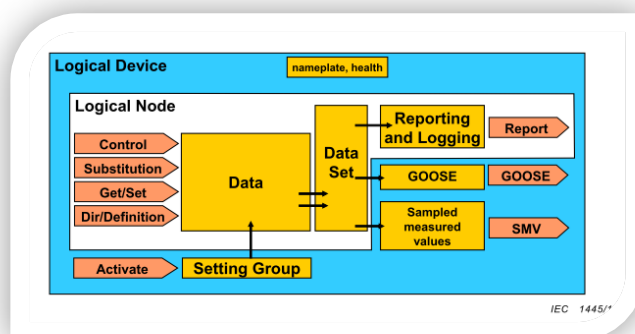 Logical Device
nameplate, health
Logical Node
Control
Substitution
Get/Set
Dir/Definition
Data
Data
Set
Reporting
and Logging
Report
GOOSE
GOOSE
Sampled
measured
values
SMV
Activate
Setting Group
IEC 1445/1